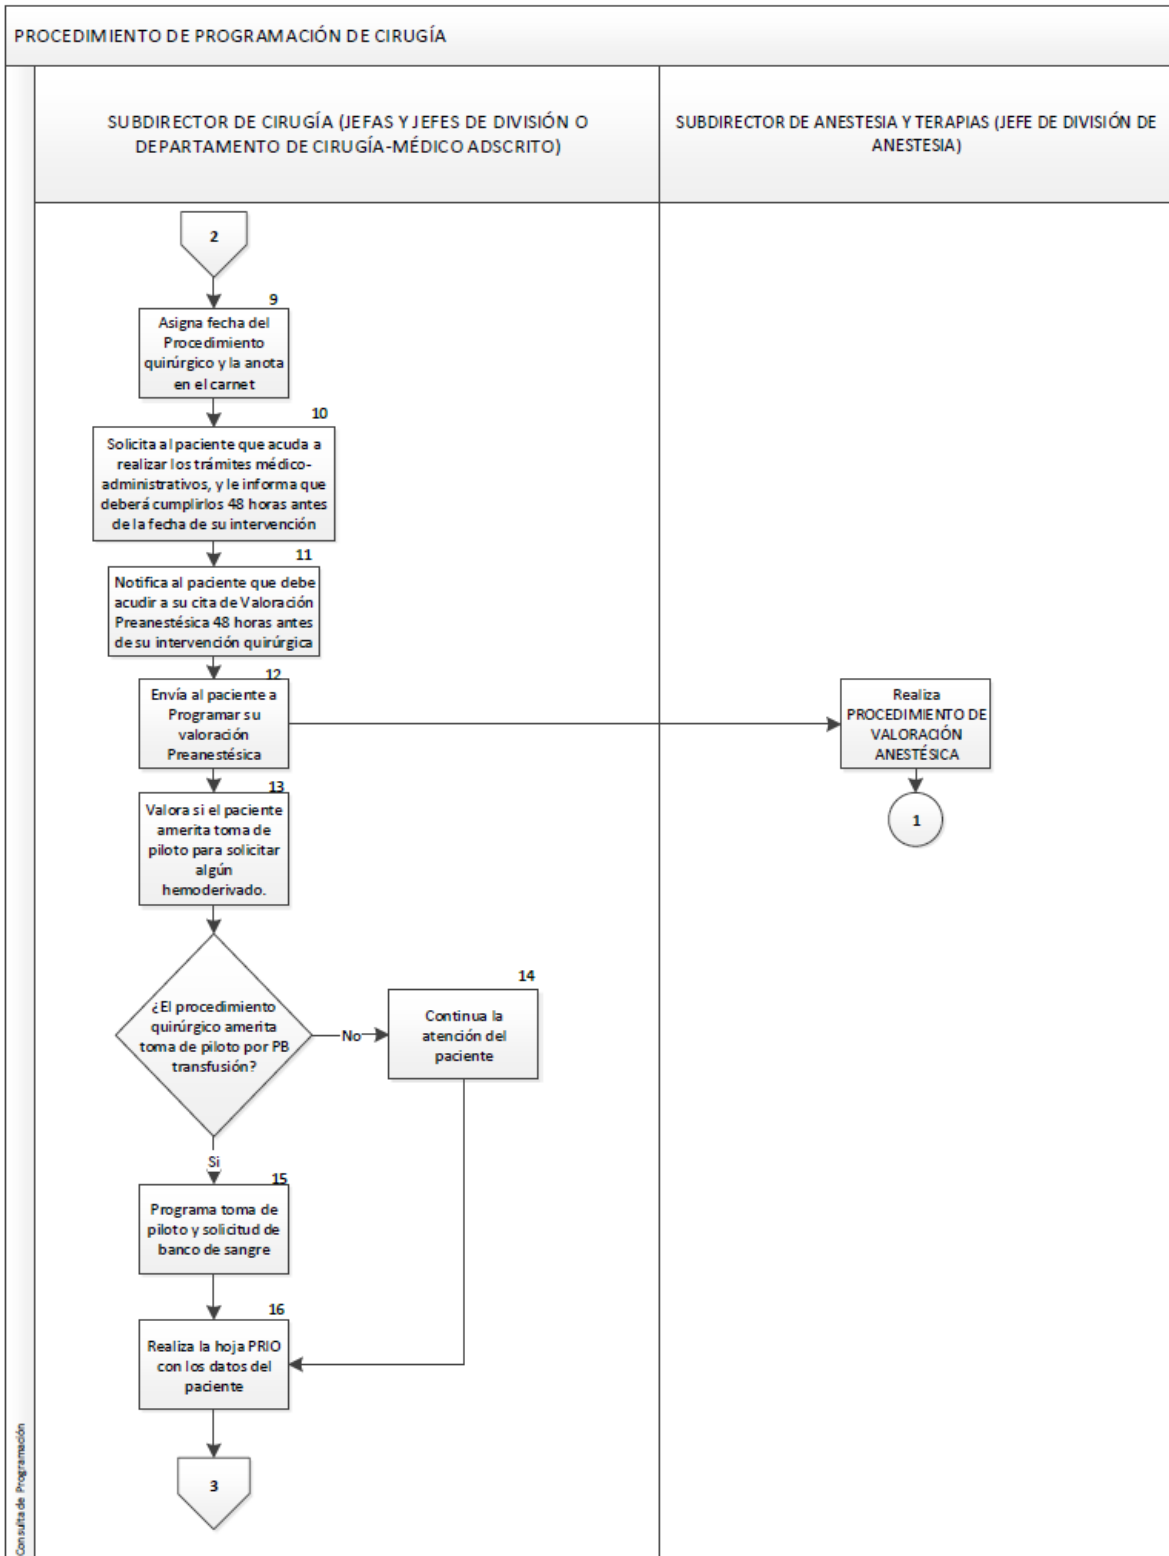 PROCEDIMIENTO DE PROGRAMACIÓN DE CIRUGÍA
SUBDIRECTOR DE CIRUGÍA (JEFAS Y JEFES DE DIVISIÓN O
DEPARTAMENTO DE CIRUGÍA-MÉDICO ADSCRITO)
SUBDIRECTOR DE ANESTESIA Y TERAPIAS (JEFE DE DIVISIÓN DE
ANESTESIA)
2
9
Asigna fecha del
Procedimiento
quirúrgico y la anota
en el carnet
10
Solicita al paciente que acuda a
realizar los trámites médico-
administrativos, y le informa que
deberá cumplirlos 48 horas antes
de la fecha de su intervención
11
Notifica al paciente que debe
acudir a su cita de Valoración
Preanestésica 48 horas antes
de su intervención quirúrgica
12
Envía al paciente a
Programar su
valoración
Preanestésica
Realiza
PROCEDIMIENTO DE
VALORACIÓN
ANESTÉSICA
1
13
Valora si el paciente
amerita toma de
piloto para solicitar
algún
hemoderivado.
¿El procedimiento
quirúrgico amerita
toma de piloto por PB
transfusión?
No
14
Continua la
atención del
paciente
Si
15
Programa toma de
piloto y solicitud de
banco de sangre
16
Realiza la hoja PRIO
con los datos del
paciente
3
Consulta de Programación